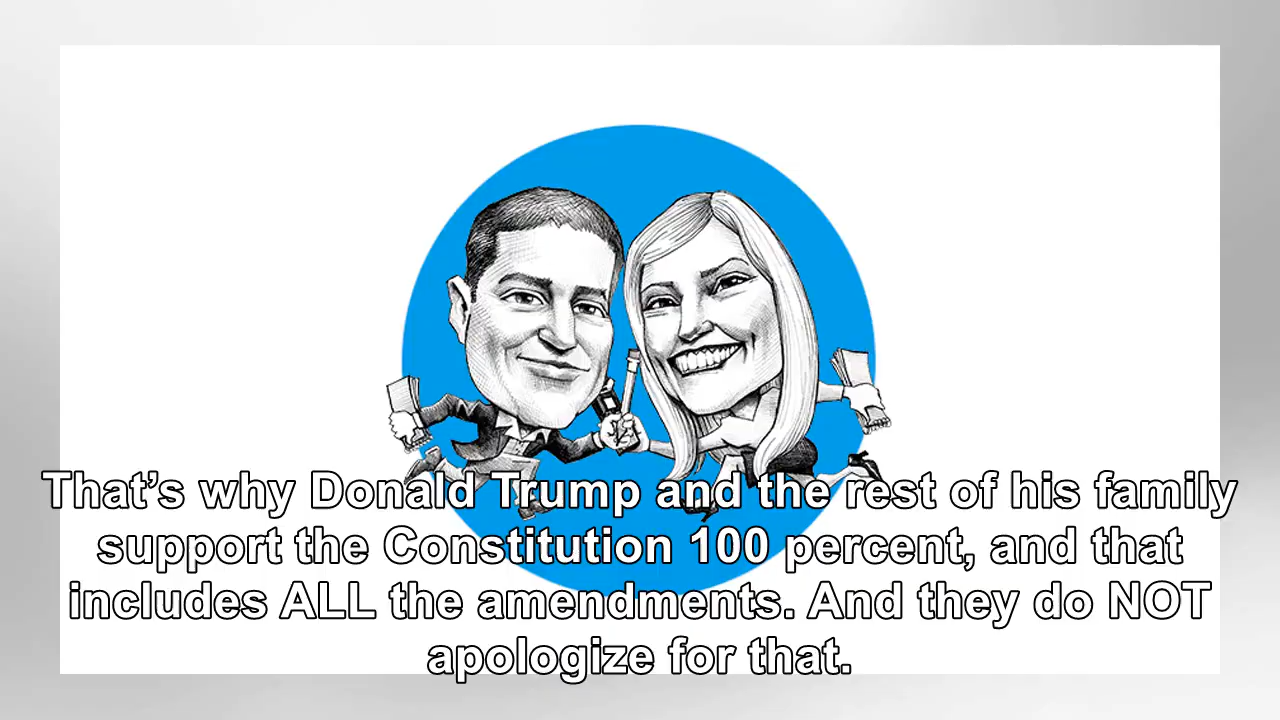 That’s why Donald Trump and the rest of his family
support the Constitution 100 percent, and that
includes ALL the amendments. And they do NOT
apologize for that.